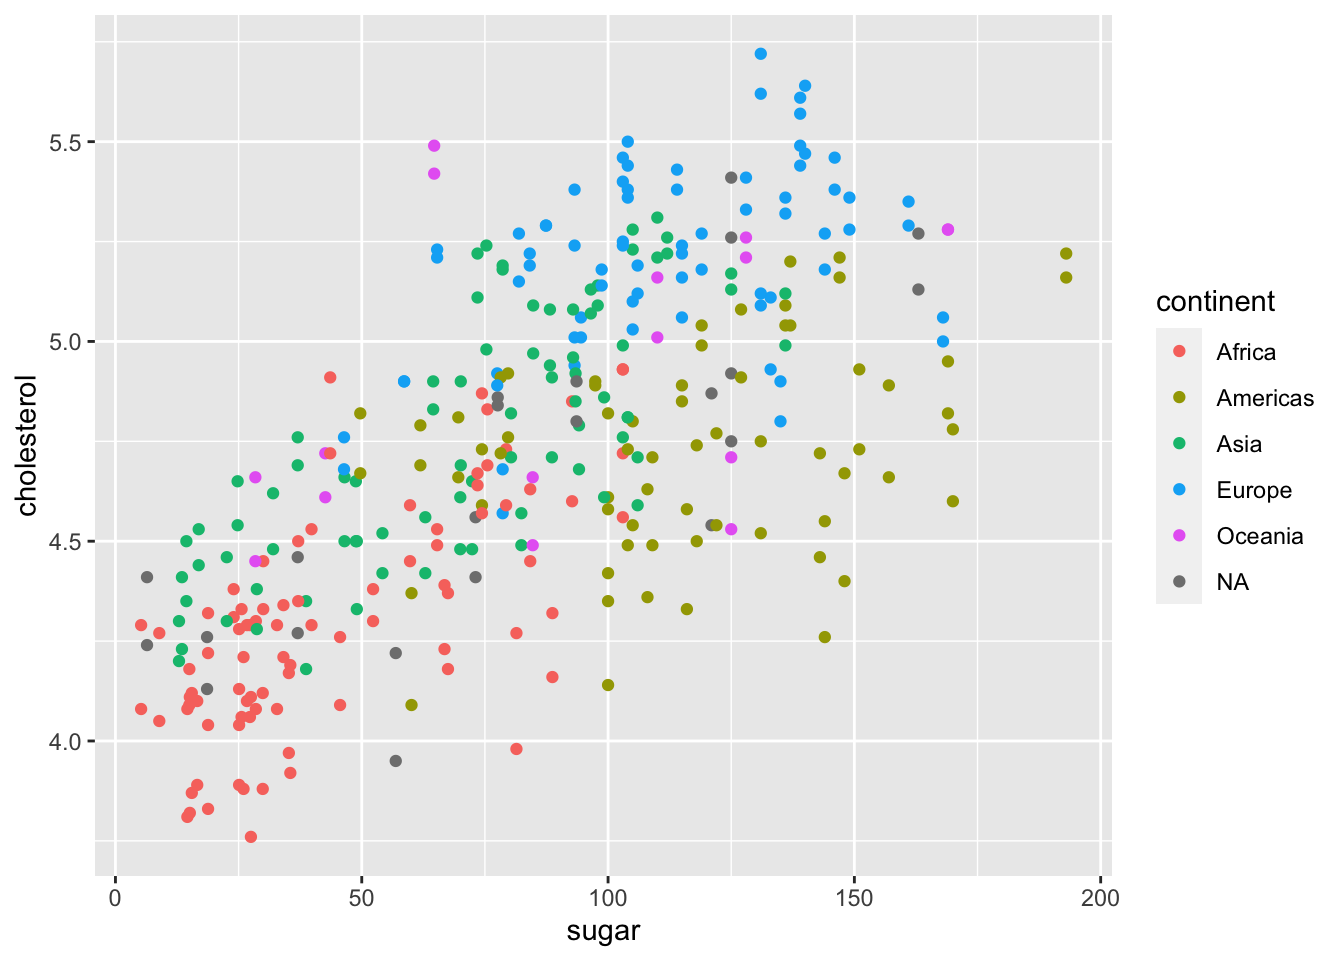 5.5
5.0
4.5
4.0
cholesterol
0 50 100 150 200
sugar
continent
Africa
Americas
Asia
Europe
Oceania
NA